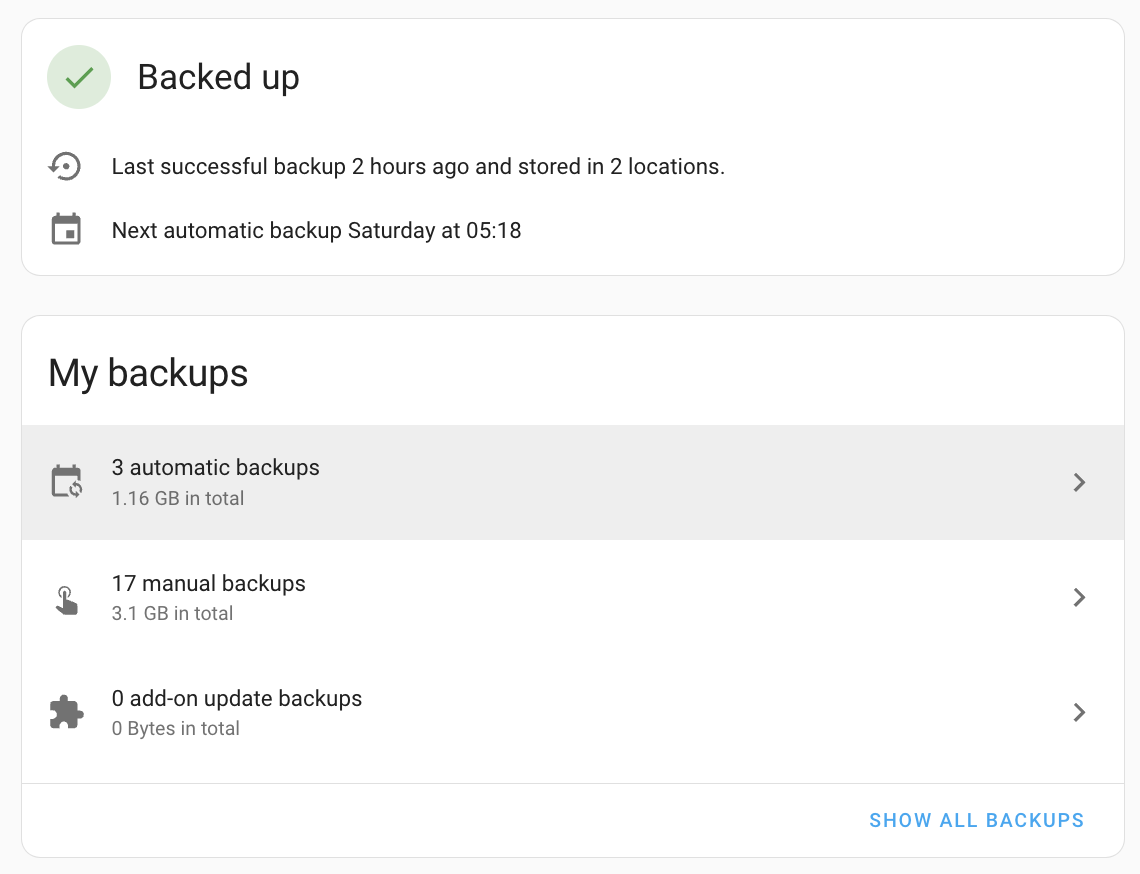 Backed up
Last successful backup 2 hours ago and stored in 2 locations.
Next automatic backup Saturday at 05:18
My backups
3 automatic backups
1.16 GB in total
17 manual backups
3.1 GB in total
0 add-on update backups
0 Bytes in total
SHOW ALL BACKUPS